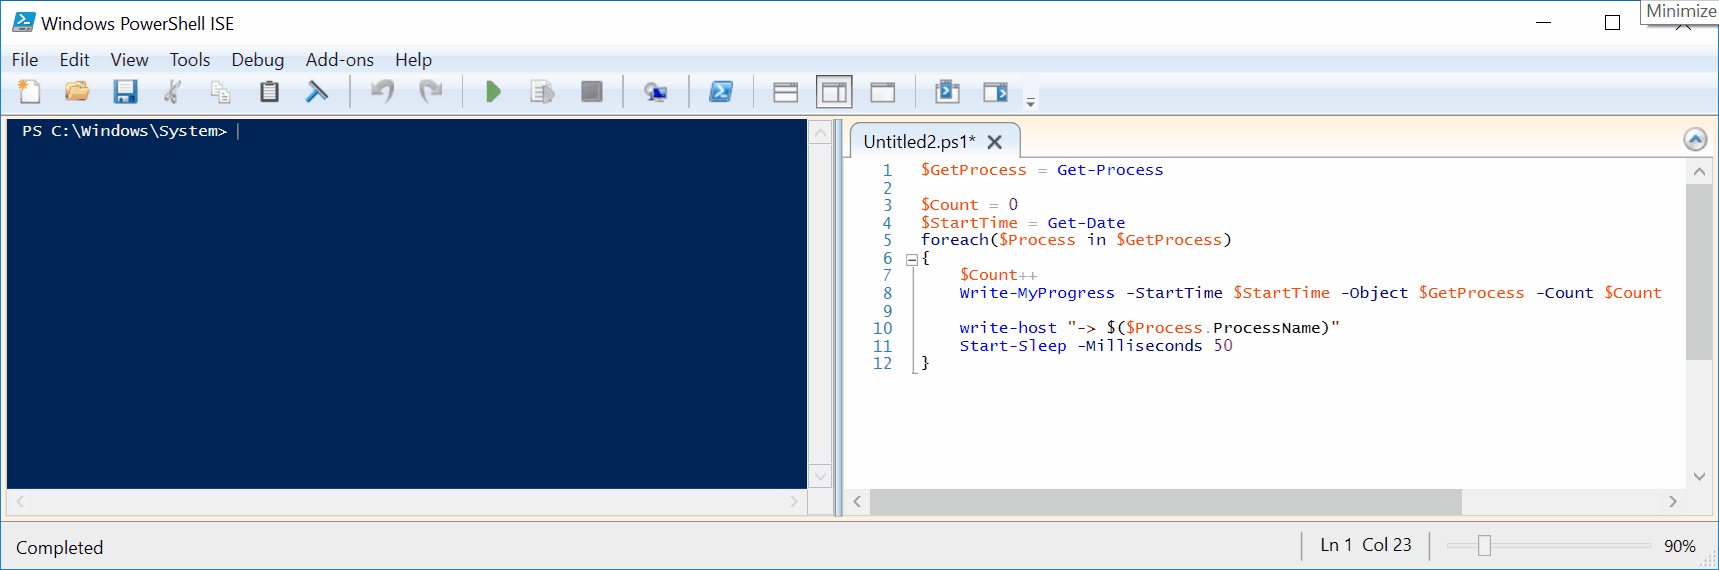 Windows PowerShell ISE
Minimize
File Edit View Tools Debug Add-ons Help
PS C:\Windows\System>
Untitled2.ps1*
1 $GetProcess = Get-Process
2
3 $Count = 0
4 $StartTime = Get-Date
5 foreach($Process in $GetProcess)
6 {
7 $Count++
8 Write-MyProgress -StartTime $StartTime -Object $GetProcess -Count $Count
9
10 write-host "-> $($Process.ProcessName)"
11 Start-Sleep -Milliseconds 50
12 }
Completed
Ln 1 Col 23
90%